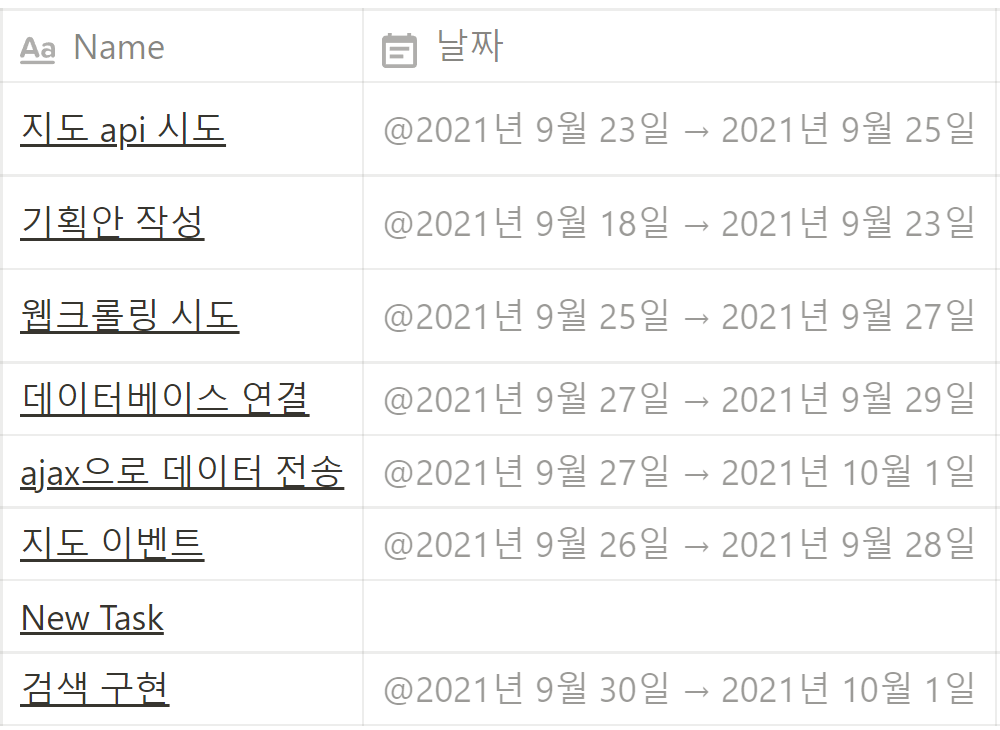 Aa Name 날짜
지도 api 시도 @2021년 9월 23일 → 2021년 9월 25일
기획안 작성 @2021년 9월 18일 → 2021년 9월 23일
웹크롤링 시도 @2021년 9월 25일 → 2021년 9월 27일
데이터베이스 연결 @2021년 9월 27일 → 2021년 9월 29일
ajax으로 데이터 전송 @2021년 9월 27일 → 2021년 10월 1일
지도 이벤트 @2021년 9월 26일 → 2021년 9월 28일
New Task
검색 구현 @2021년 9월 30일 → 2021년 10월 1일